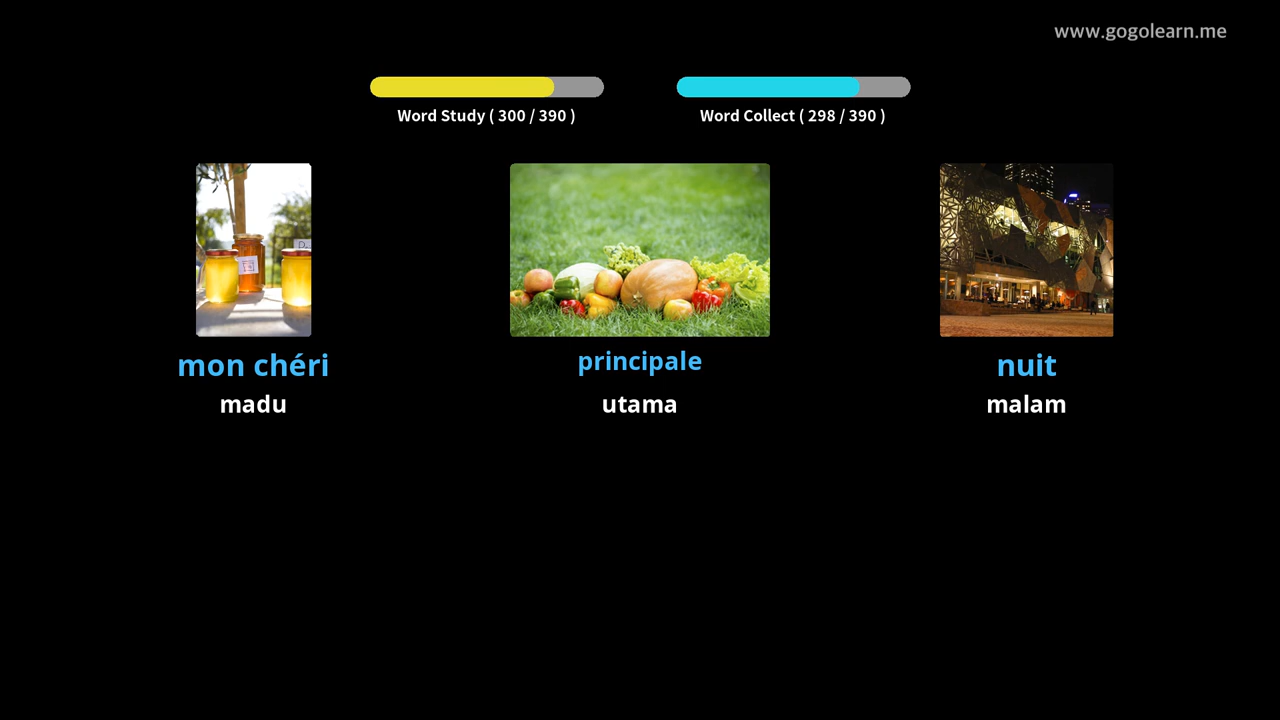 www.gogolearn.me
Word Study ( 300 / 390 )
Word Collect ( 298 / 390 )
mon chéri
principale
nuit
madu
utama
malam